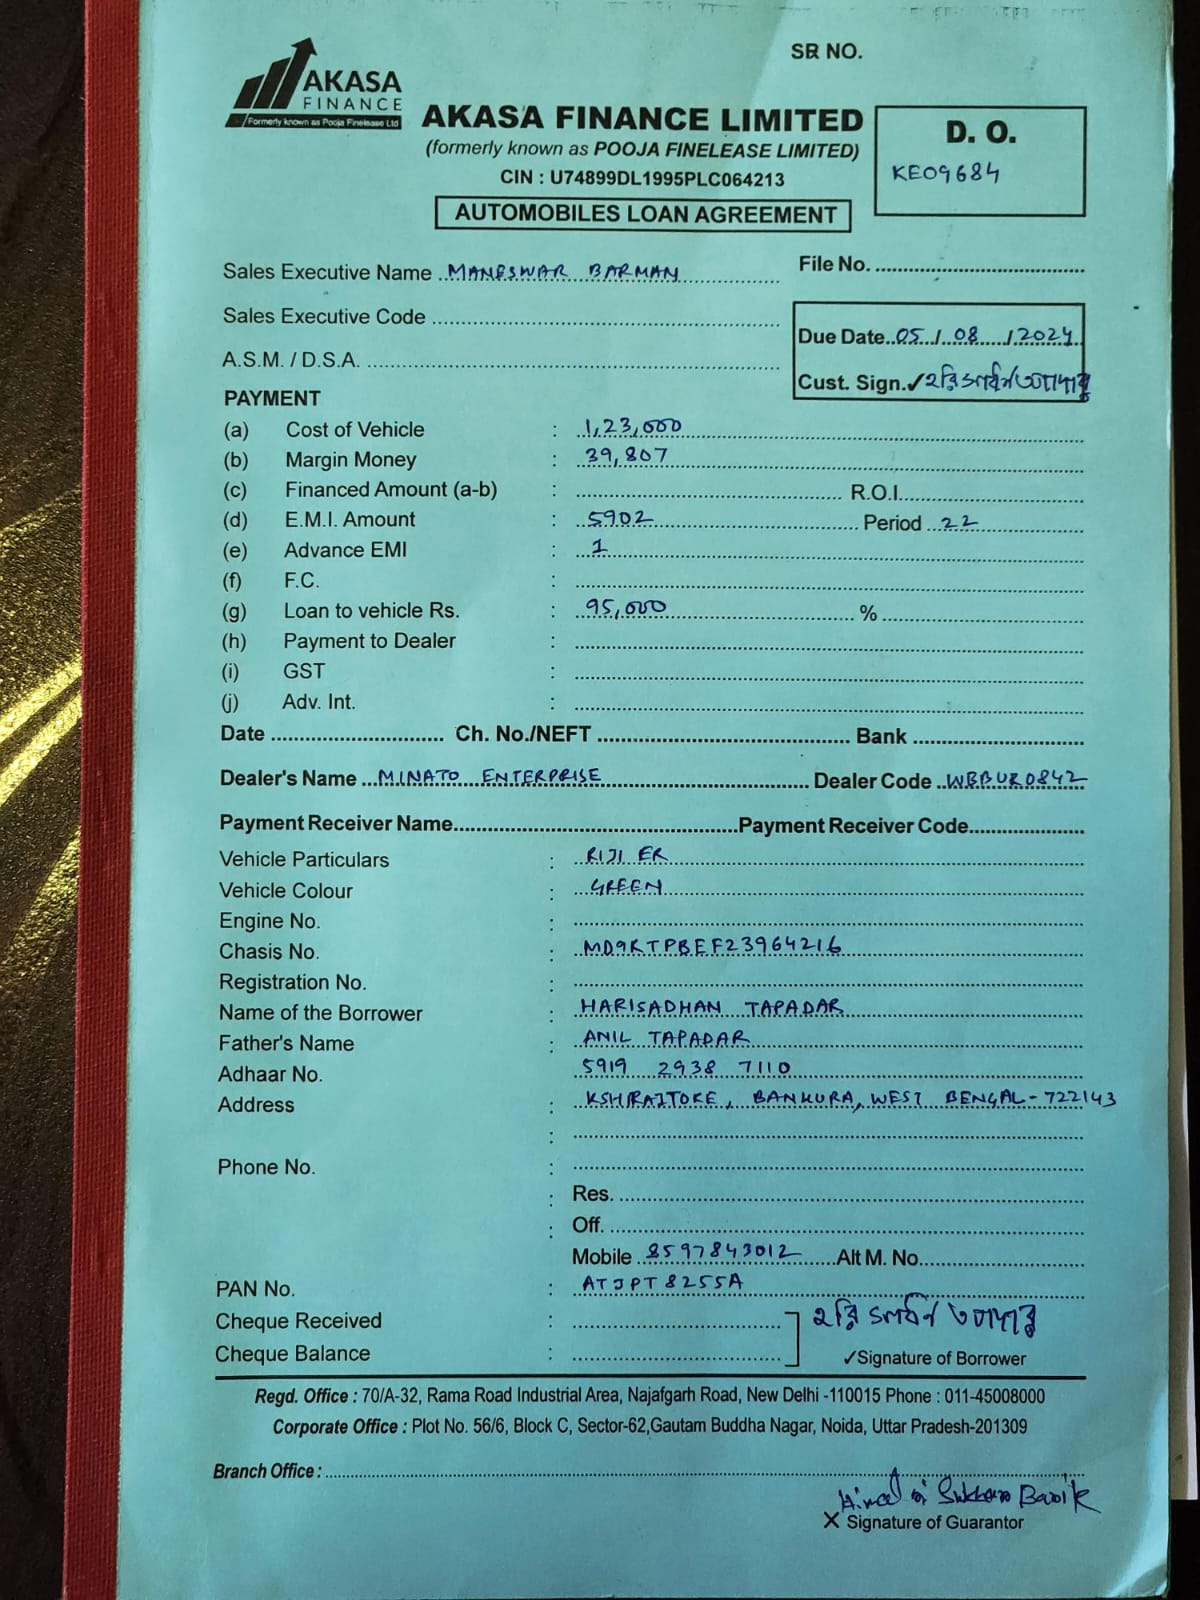 SR NO.
AKASA
FINANCE
Formerly known as Pooja Finelease Ltd
AKASA FINANCE LIMITED
(formerly known as POOJA FINELEASE LIMITED)
CIN : U74899DL1995PLC064213
AUTOMOBILES LOAN AGREEMENT
D. O.
KE09684
Sales Executive Name MANESWAR BARMAN
File No.
Sales Executive Code
Due Date 05/08/2024
A.S.M. / D.S.A.
Cust. Sign.✓ হরিসাধন তপাদার
PAYMENT
(a) Cost of Vehicle : 1,23,000
(b) Margin Money : 39,807
(c) Financed Amount (a-b) : R.O.I.
(d) E.M.I. Amount : 5902 Period 22
(e) Advance EMI : 1
(f) F.C. :
(g) Loan to vehicle Rs. : 95,000 %
(h) Payment to Dealer :
(i) GST :
(j) Adv. Int. :
Date Ch. No./NEFT Bank
Dealer's Name MINATO ENTERPRISE Dealer Code WBBUR0842
Payment Receiver Name Payment Receiver Code
Vehicle Particulars : RIJI ER
Vehicle Colour : GREEN
Engine No. :
Chasis No. : MD9RTPBEF23964216
Registration No. :
Name of the Borrower : HARISADHAN TAPADAR
Father's Name : ANIL TAPADAR
Adhaar No. : 5919 2938 7110
Address : KSHIRAITOKE, BANKURA, WEST BENGAL-722143
:
Phone No. :
: Res.
: Off.
Mobile 8597843012 Alt M. No.
PAN No. : ATJPT8255A
Cheque Received : হরি সাধন তপাদার
Cheque Balance : ✓Signature of Borrower
Regd. Office : 70/A-32, Rama Road Industrial Area, Najafgarh Road, New Delhi -110015 Phone : 011-45008000
Corporate Office : Plot No. 56/6, Block C, Sector-62,Gautam Buddha Nagar, Noida, Uttar Pradesh-201309
Branch Office :
X Signature of Guarantor